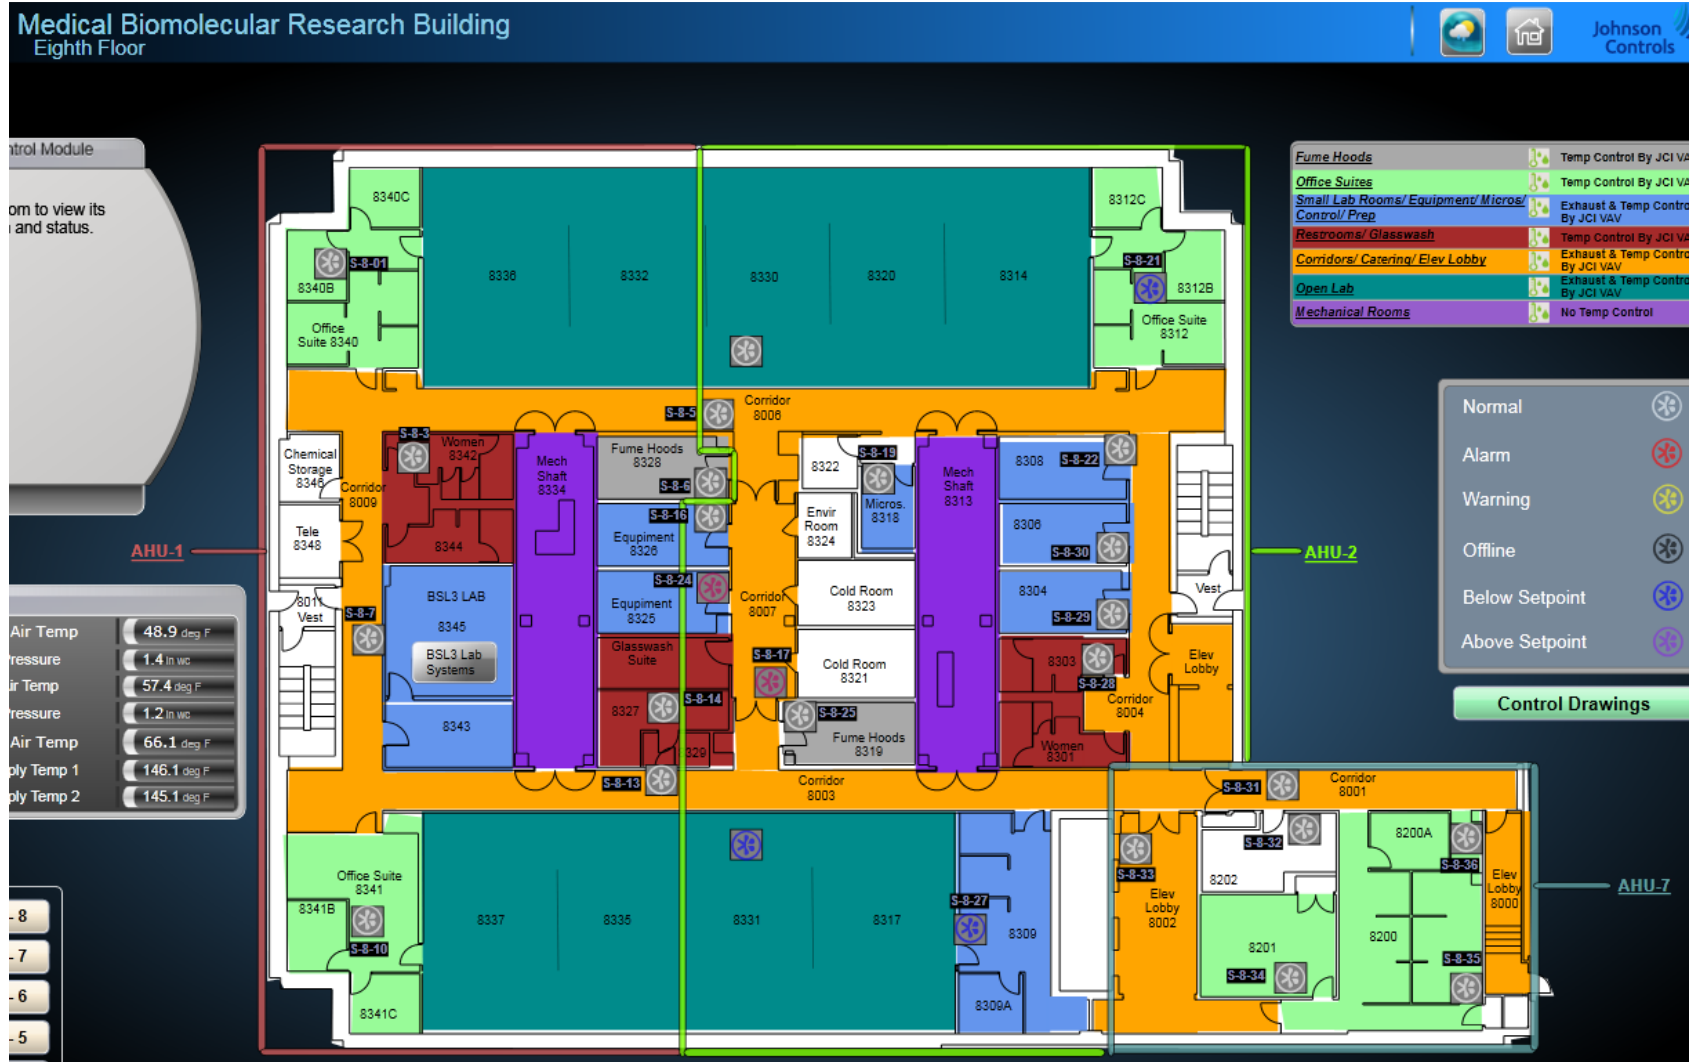 Medical Biomolecular Research Building
Eighth Floor
Johnson
Controls
ntrol Module
om to view its
and status.
Fume Hoods
Temp Control By JCI VA
Office Suites
Temp Control By JCI VA
Small Lab Rooms/ Equipment/ Micros/
Control/ Prep
Exhaust & Temp Contro
By JCI VAV
Restrooms/ Glasswash
Temp Control By JCI VA
Corridors/ Catering/ Elev Lobby
Exhaust & Temp Contro
By JCI VAV
Open Lab
Exhaust & Temp Contro
By JCI VAV
Mechanical Rooms
No Temp Control
8340C
8312C
S-8-01
S-8-21
8340B
8312B
8336
8332
8330
8320
8314
Office
Suite 8340
Office Suite
8312
Corridor
8006
S-8-5
S-8-3
Women
8342
Chemical
Storage
8346
Corridor
8009
Mech
Shaft
8334
Fume Hoods
8328
S-8-6
8322
S-8-19
Micros.
8318
Mech
Shaft
8313
8308
S-8-22
S-8-16
Equpiment
8326
Envir
Room
8324
8306
S-8-30
Tele
8348
8344
AHU-1
AHU-2
S-8-24
Equpiment
8325
Corridor
8007
Cold Room
8323
8304
S-8-29
Vest
8011
Vest
S-8-7
BSL3 LAB
8345
BSL3 Lab
Systems
Glasswash
Suite
S-8-17
Cold Room
8321
8303
S-8-28
Elev
Lobby
Corridor
8004
8327
S-8-14
S-8-25
Fume Hoods
8319
Women
8301
8343
8329
S-8-13
Corridor
8003
S-8-31
Corridor
8001
Normal
Alarm
Warning
Offline
Below Setpoint
Above Setpoint
Control Drawings
Air Temp
48.9 deg F
ressure
1.4 in wc
ir Temp
57.4 deg F
ressure
1.2 in wc
Air Temp
66.1 deg F
ply Temp 1
146.1 deg F
ply Temp 2
145.1 deg F
Office Suite
8341
8341B
S-8-10
8341C
8337
8335
8331
8317
S-8-27
8309
8309A
S-8-33
Elev
Lobby
8002
S-8-32
8202
8201
S-8-34
8200A
S-8-36
8200
S-8-35
Elev
Lobby
8000
AHU-7
- 8
- 7
- 6
- 5